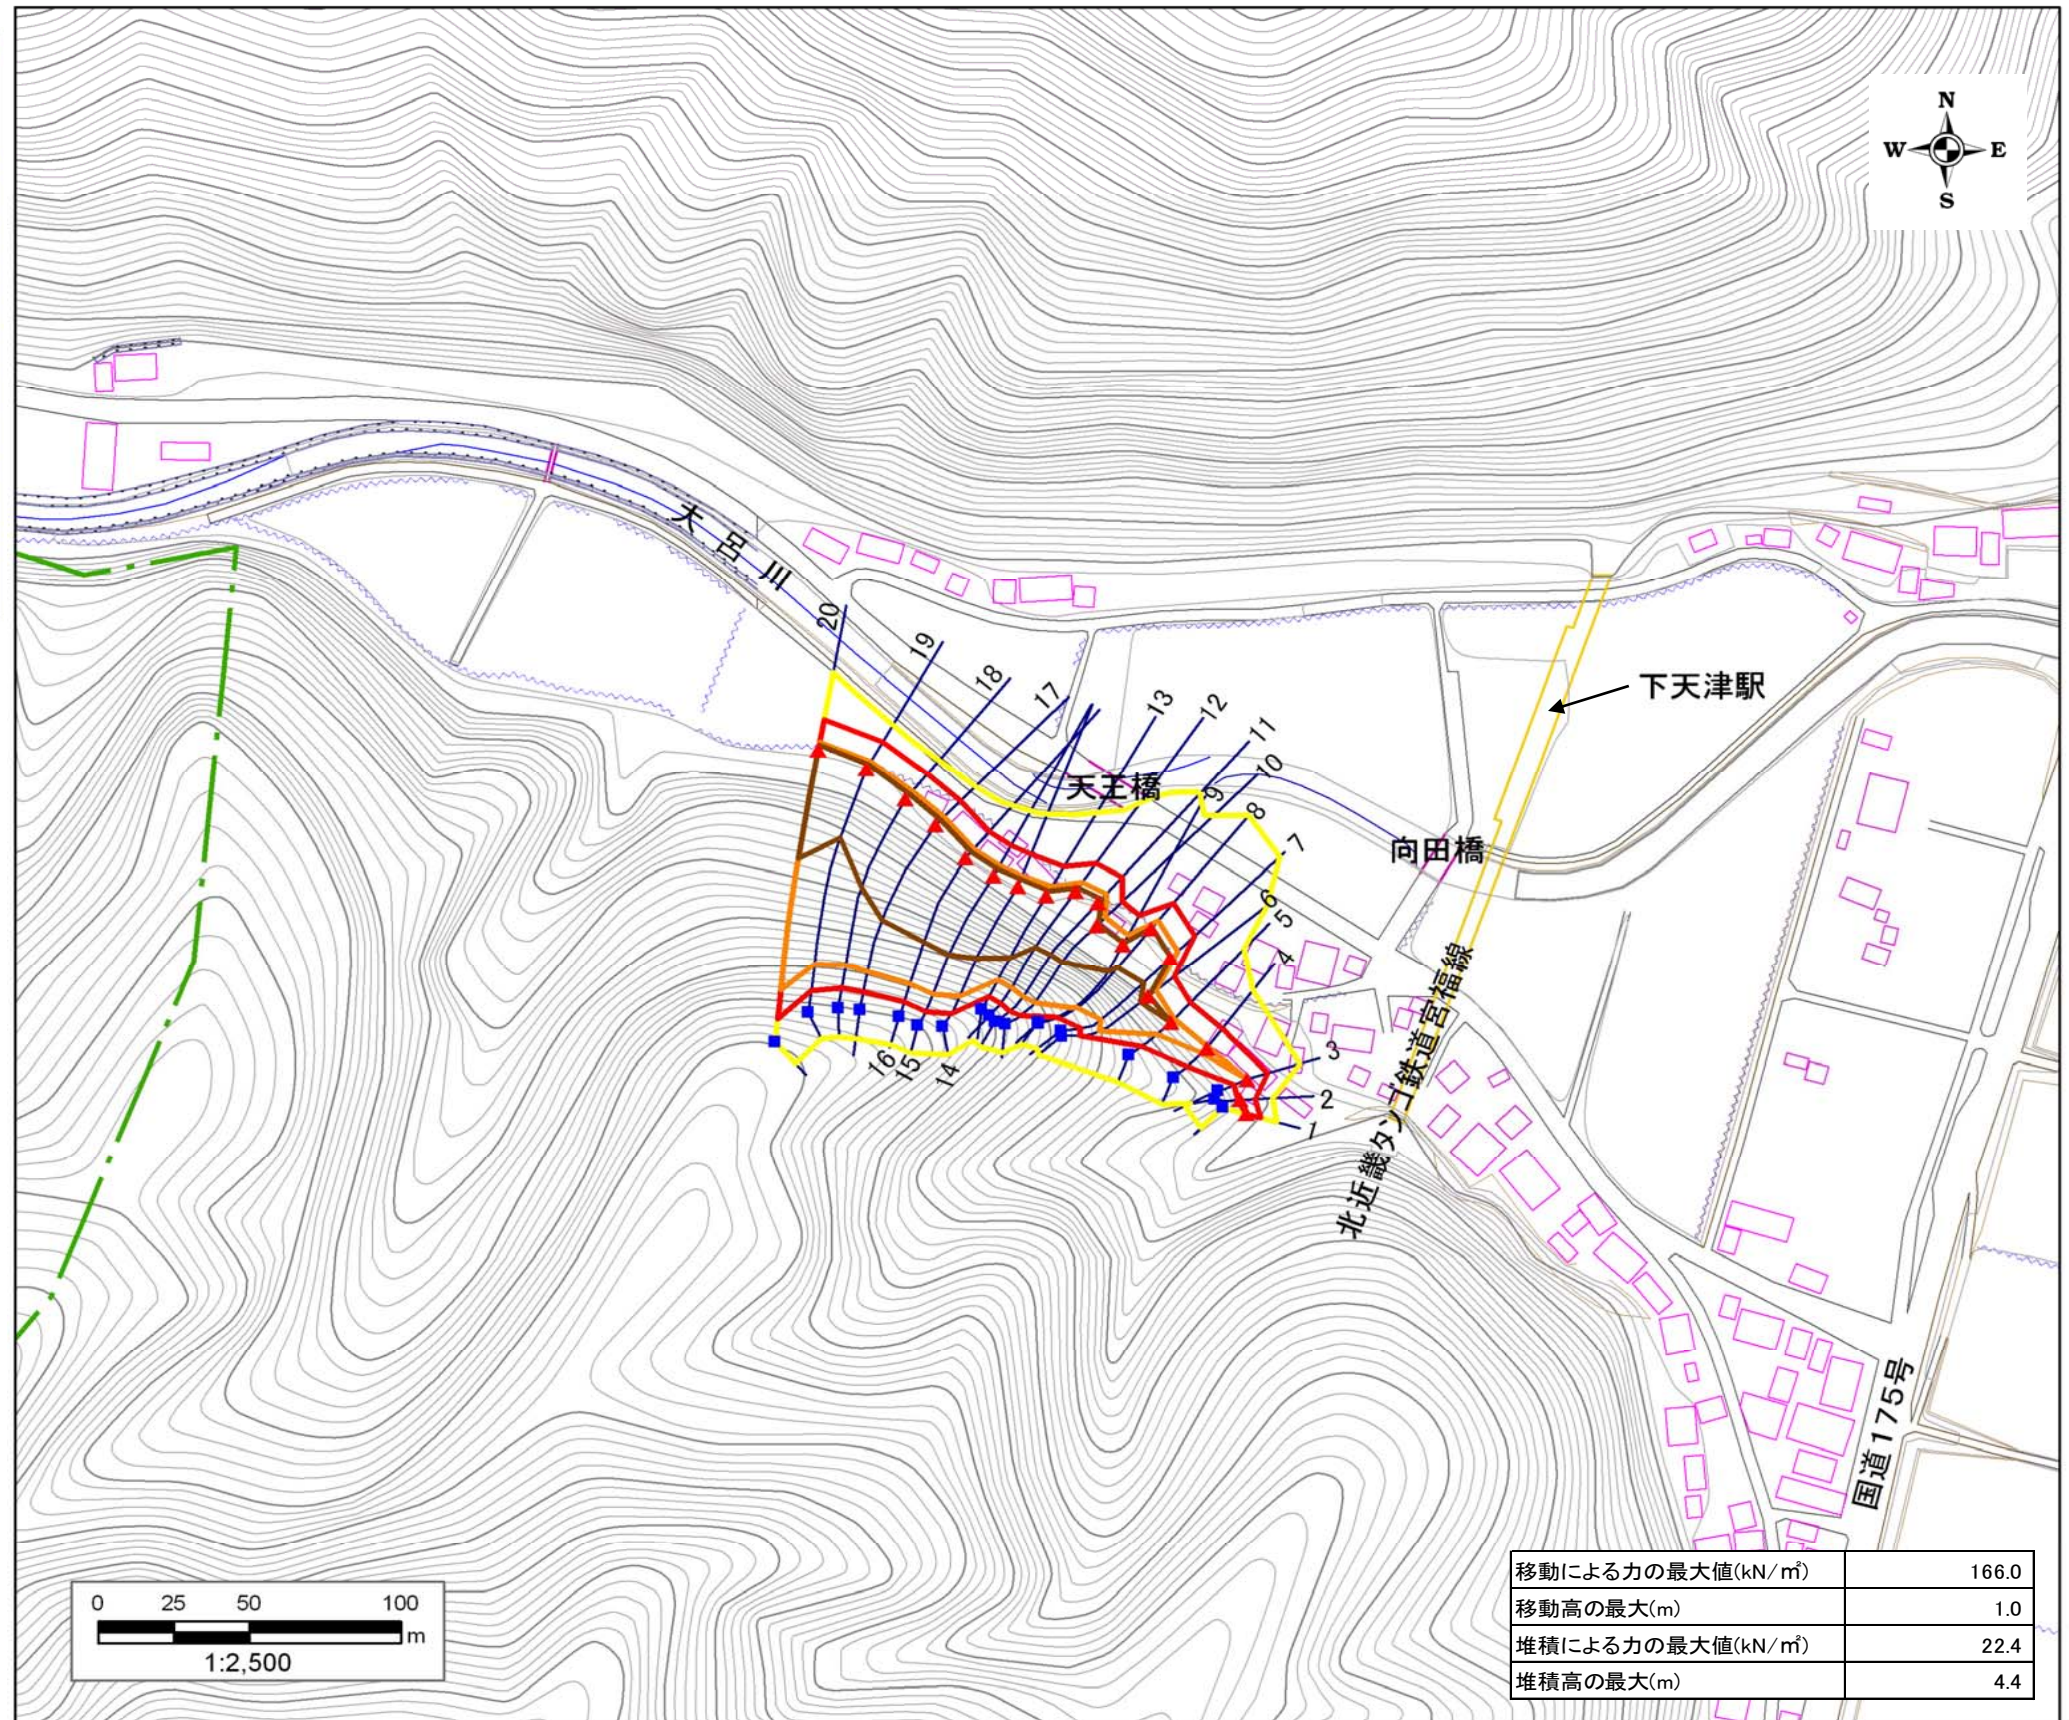 N
W E
S
大呂川
20
19
18
17
13
12
11
10
9
8
7
6
5
4
3
2
1
16
15
14
天王橋
向田橋
下天津駅
北近畿タンゴ鉄道宮福線
国道175号
0 25 50 100
m
1:2,500
移動による力の最大値(kN/㎡) 166.0
移動高の最大(m) 1.0
堆積による力の最大値(kN/㎡) 22.4
堆積高の最大(m) 4.4